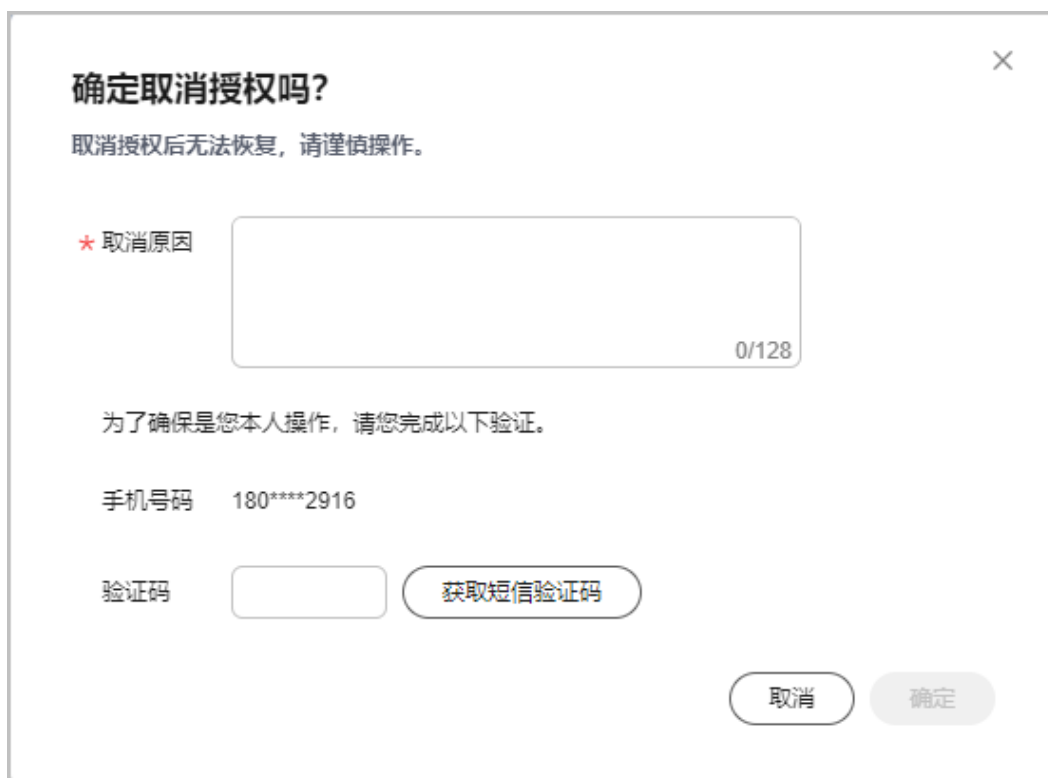 确定取消授权吗？
取消授权后无法恢复，请谨慎操作。
* 取消原因
0/128
为了确保是您本人操作，请您完成以下验证。
手机号码 180****2916
验证码 获取短信验证码
取消 确定